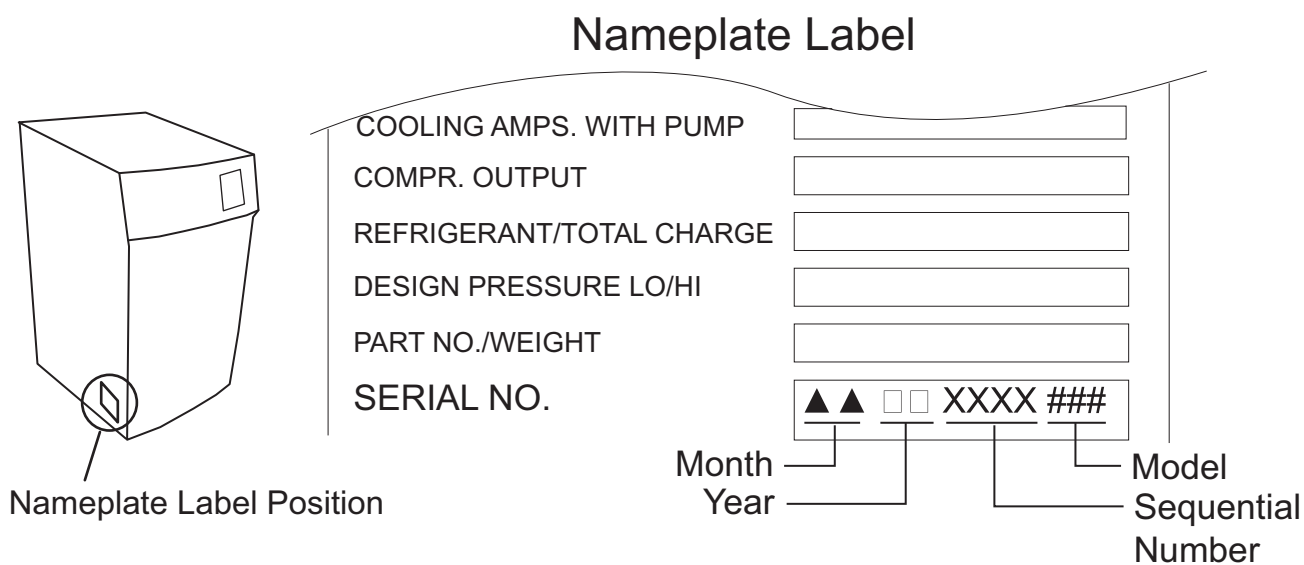 Nameplate Label
COOLING AMPS. WITH PUMP
COMPR. OUTPUT
REFRIGERANT/TOTAL CHARGE
DESIGN PRESSURE LO/HI
PART NO./WEIGHT
SERIAL NO. ▲ ▲ □□ XXXX ###
Month
Year
Model
Sequential
Number
Nameplate Label Position